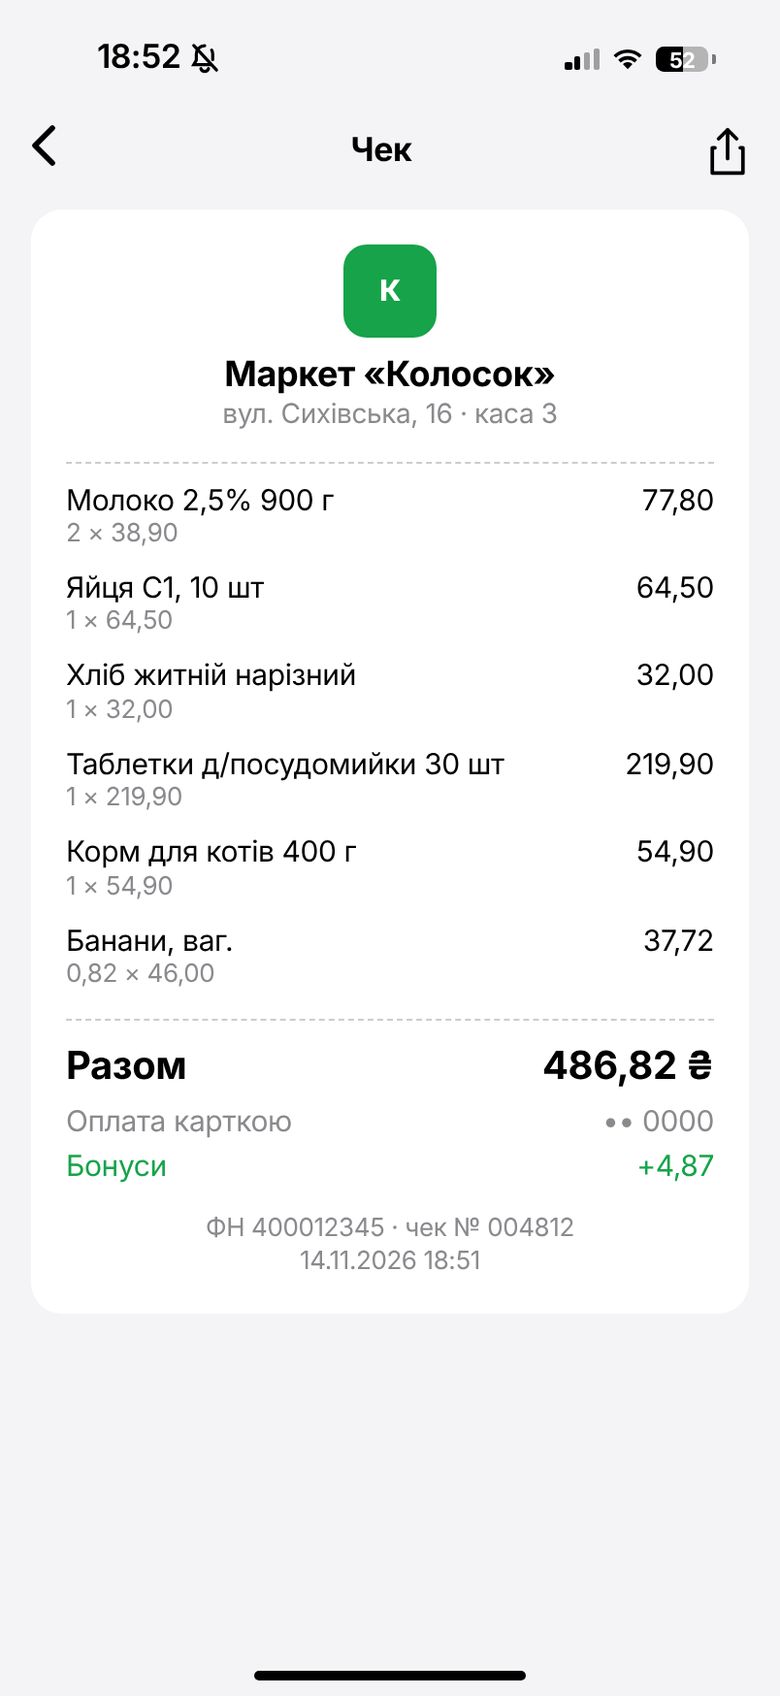 18:52
52
Чек
К
Маркет «Колосок»
вул. Сихівська, 16 · каса 3
Молоко 2,5% 900 г 77,80
2 × 38,90
Яйця С1, 10 шт 64,50
1 × 64,50
Хліб житній нарізний 32,00
1 × 32,00
Таблетки д/посудомийки 30 шт 219,90
1 × 219,90
Корм для котів 400 г 54,90
1 × 54,90
Банани, ваг. 37,72
0,82 × 46,00
Разом 486,82 ₴
Оплата карткою •• 0000
Бонуси +4,87
ФН 400012345 · чек № 004812
14.11.2026 18:51